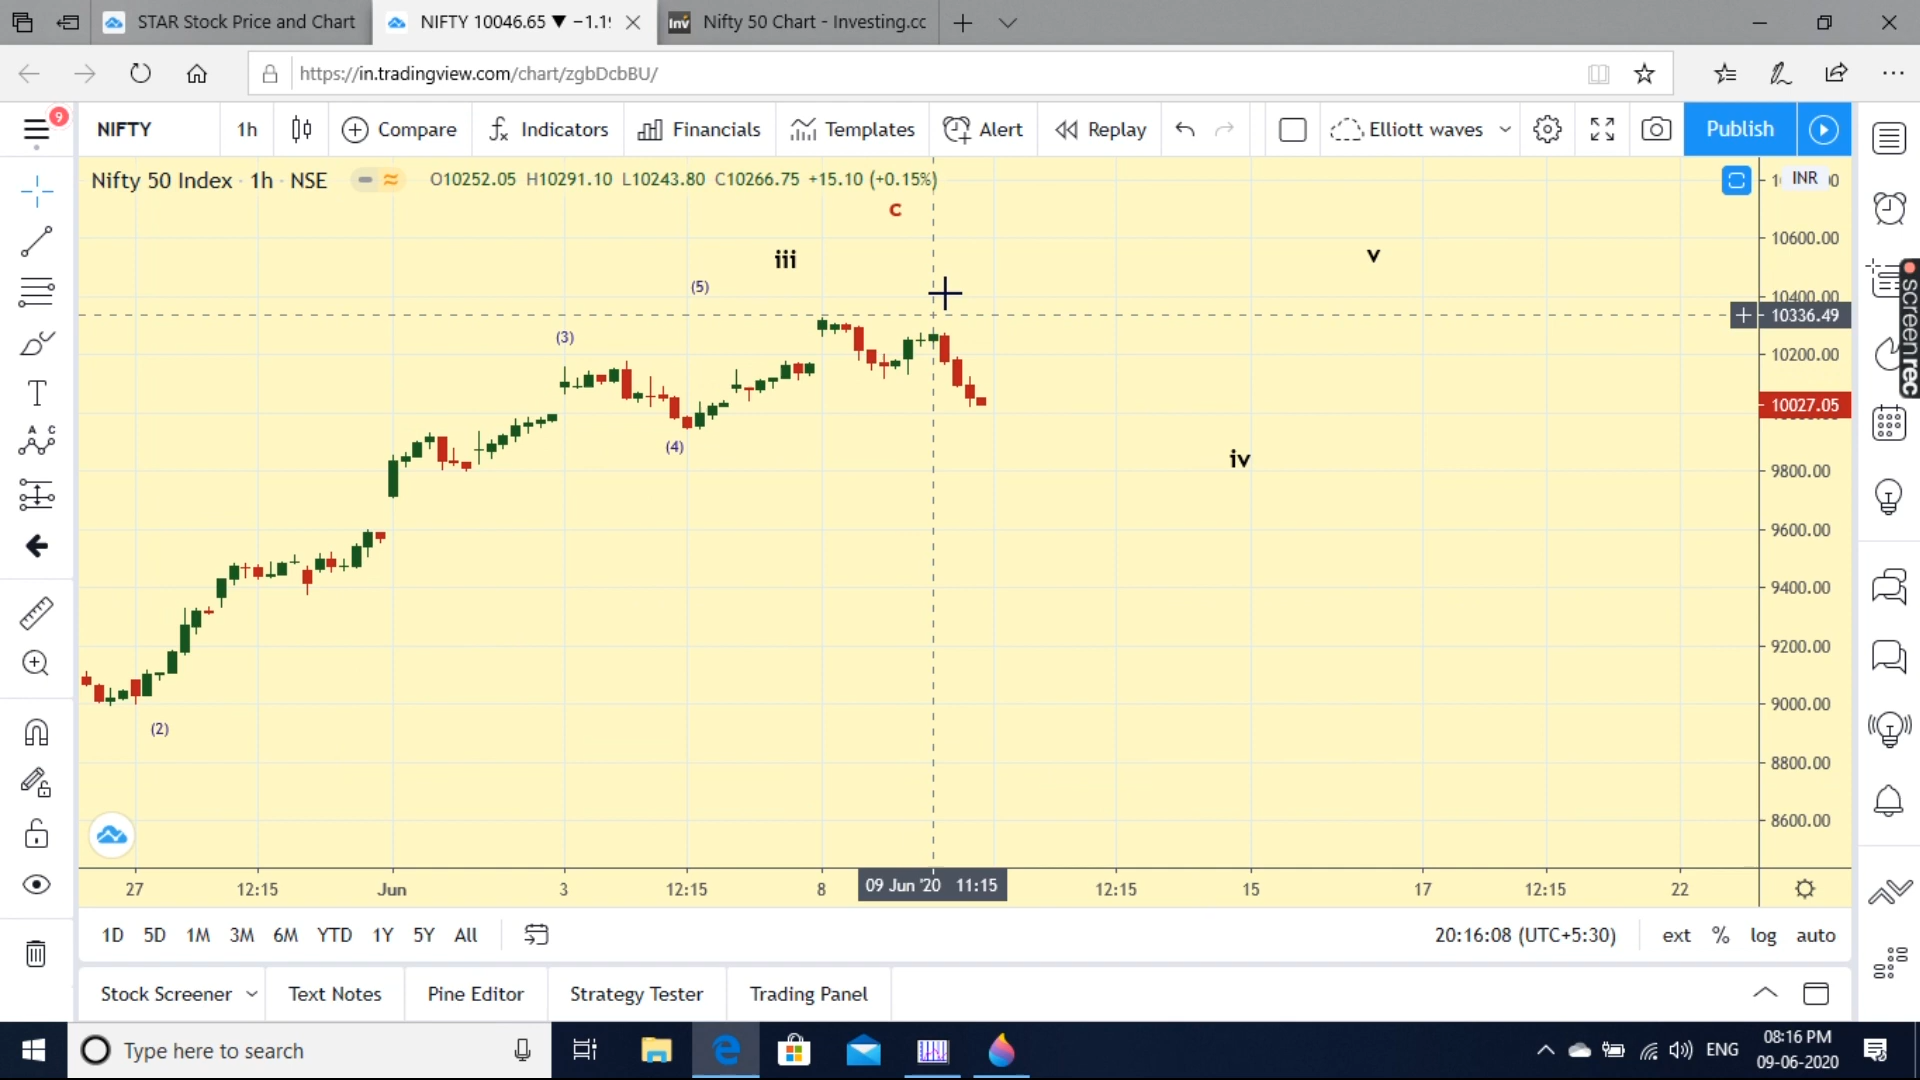 STAR Stock Price and Chart
NIFTY 10046.65 ▼ −1.1
Nifty 50 Chart - Investing.cc
https://in.tradingview.com/chart/zgbDcbBU/
9
NIFTY
1h
Compare
Indicators
Financials
Templates
Alert
Replay
Elliott waves
Publish
Nifty 50 Index · 1h · NSE
O10252.05 H10291.10 L10243.80 C10266.75 +15.10 (+0.15%)
INR
c
iii
v
(5)
(3)
(4)
iv
(2)
10600.00
10400.00
10336.49
10200.00
10027.05
9800.00
9600.00
9400.00
9200.00
9000.00
8800.00
8600.00
screenrec
27
12:15
Jun
3
12:15
8
09 Jun '20 11:15
12:15
15
17
12:15
22
1D 5D 1M 3M 6M YTD 1Y 5Y All
20:16:08 (UTC+5:30)
ext % log auto
Stock Screener
Text Notes
Pine Editor
Strategy Tester
Trading Panel
Type here to search
ENG
08:16 PM
09-06-2020